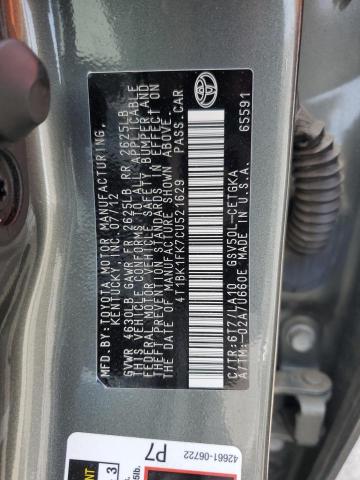 MFD.BY: TOYOTA MOTOR MANUFACTURING,
KENTUCKY, INC. 07/12
GVWR 4630LB GAWR FR 2625LB RR 2625LB
THIS VEHICLE CONFORMS TO ALL APPLICABLE
FEDERAL MOTOR VEHICLE SAFETY, BUMPER AND
THEFT PREVENTION STANDARDS IN EFFECT ON
THE DATE OF MANUFACTURE SHOWN ABOVE.
4T1BK1FK7CU521629 PASS.CAR
C/TR:6T7/LA10 GSV50L-CETGKA
A/TM:-02A/U660E MADE IN U.S.A.
65591
42661-06722
P7